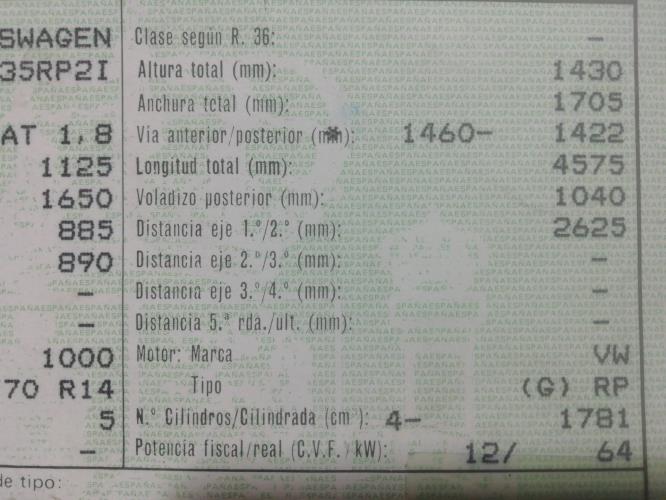 SWAGEN Clase según R. 36: –
35RP2I Altura total (mm): 1430
Anchura total (mm): 1705
AT 1,8 Vía anterior/posterior (mm): 1460– 1422
1125 Longitud total (mm): 4575
1650 Voladizo posterior (mm): 1040
885 Distancia eje 1.º/2.º (mm): 2625
890 Distancia eje 2.º/3.º (mm): –
– Distancia eje 3.º/4.º (mm): –
– Distancia 5.ª rda./ult. (mm): –
1000 Motor: Marca VW
70 R14 Tipo (G) RP
5 N.º Cilindros/Cilindrada (cm³): 4– 1781
– Potencia fiscal/real (C.V.F./kW): 12/ 64
de tipo: